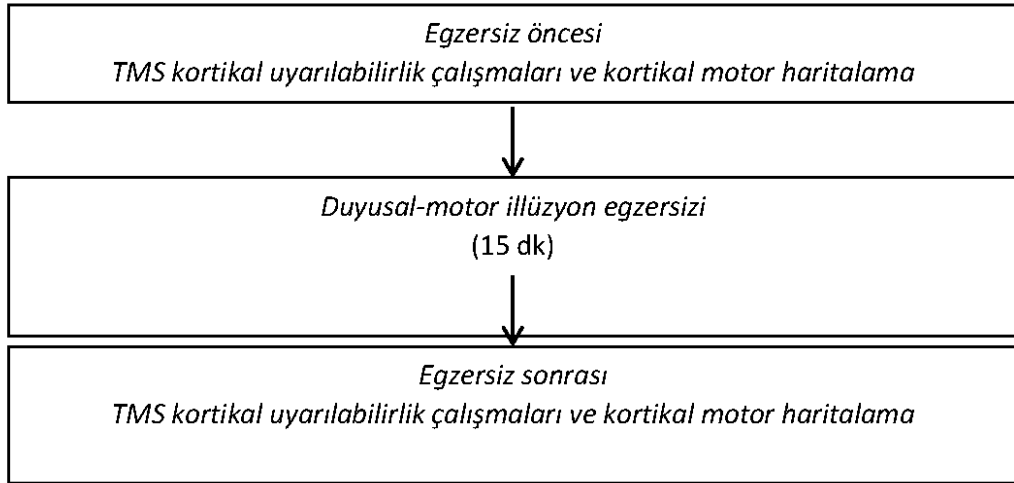 Egzersiz öncesi
TMS kortikal uyarılabilirlik çalışmaları ve kortikal motor haritalama
Duyusal-motor illüzyon egzersizi
(15 dk)
Egzersiz sonrası
TMS kortikal uyarılabilirlik çalışmaları ve kortikal motor haritalama